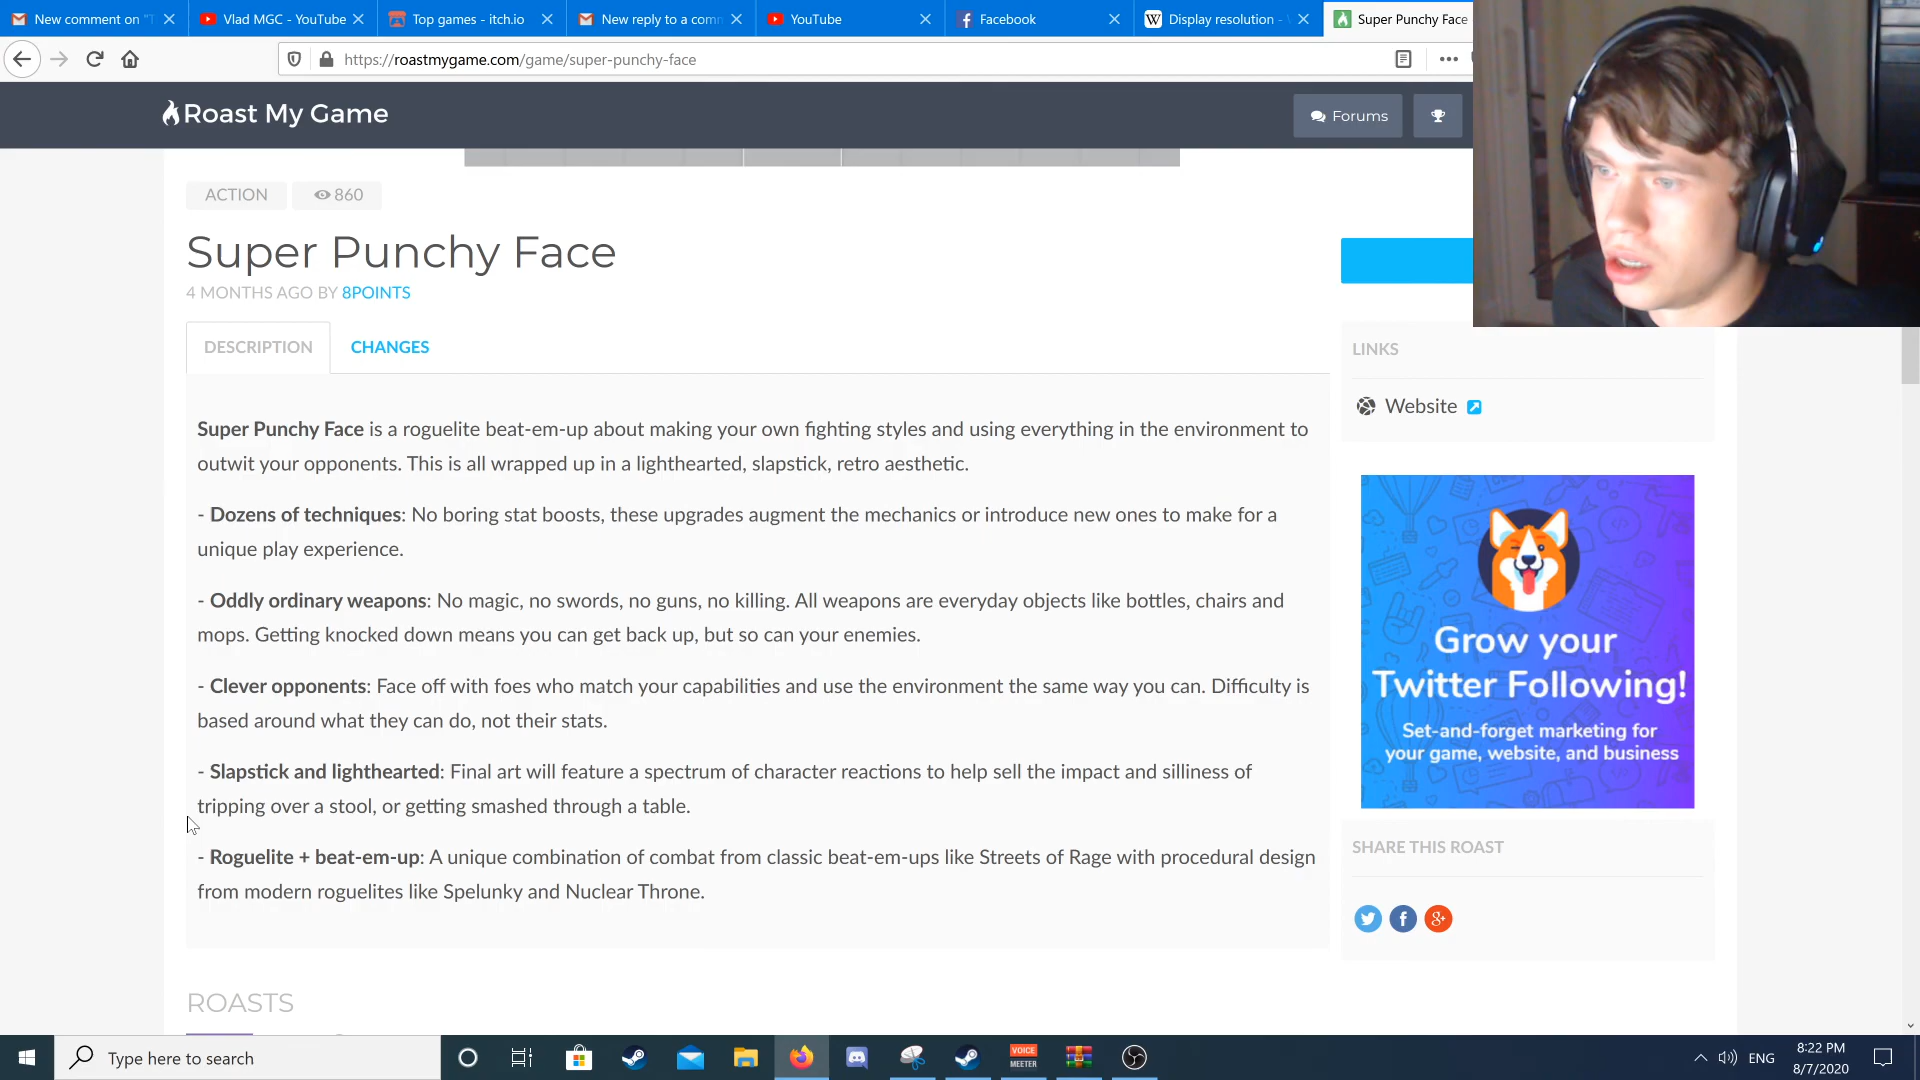 New comment on "T
Vlad MGC - YouTube
Top games - itch.io
New reply to a comm
YouTube
Facebook
Display resolution -
Super Punchy Face
https://roastmygame.com/game/super-punchy-face
Roast My Game
Forums
ACTION
860
Super Punchy Face
4 MONTHS AGO BY 8POINTS
DESCRIPTION
CHANGES
Super Punchy Face is a roguelite beat-em-up about making your own fighting styles and using everything in the environment to
outwit your opponents. This is all wrapped up in a lighthearted, slapstick, retro aesthetic.
- Dozens of techniques: No boring stat boosts, these upgrades augment the mechanics or introduce new ones to make for a
unique play experience.
- Oddly ordinary weapons: No magic, no swords, no guns, no killing. All weapons are everyday objects like bottles, chairs and
mops. Getting knocked down means you can get back up, but so can your enemies.
- Clever opponents: Face off with foes who match your capabilities and use the environment the same way you can. Difficulty is
based around what they can do, not their stats.
- Slapstick and lighthearted: Final art will feature a spectrum of character reactions to help sell the impact and silliness of
tripping over a stool, or getting smashed through a table.
- Roguelite + beat-em-up: A unique combination of combat from classic beat-em-ups like Streets of Rage with procedural design
from modern roguelites like Spelunky and Nuclear Throne.
ROASTS
LINKS
Website
Grow your
Twitter Following!
Set-and-forget marketing for
your game, website, and business
SHARE THIS ROAST
Type here to search
VOICE
MEETER
ENG
8:22 PM
8/7/2020